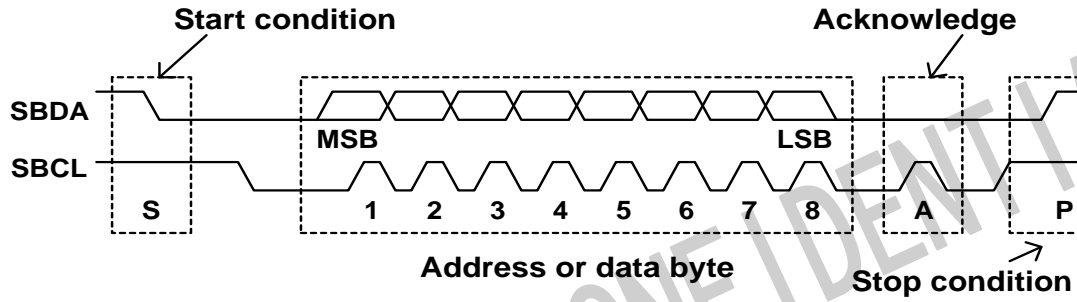 Start condition
Acknowledge
SBDA
MSB
LSB
SBCL
S
1 2 3 4 5 6 7 8
A
P
Address or data byte
Stop condition